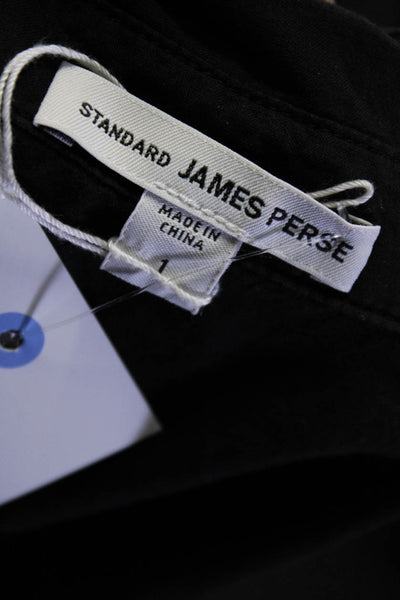 STANDARD JAMES PERSE
MADE IN
CHINA
1